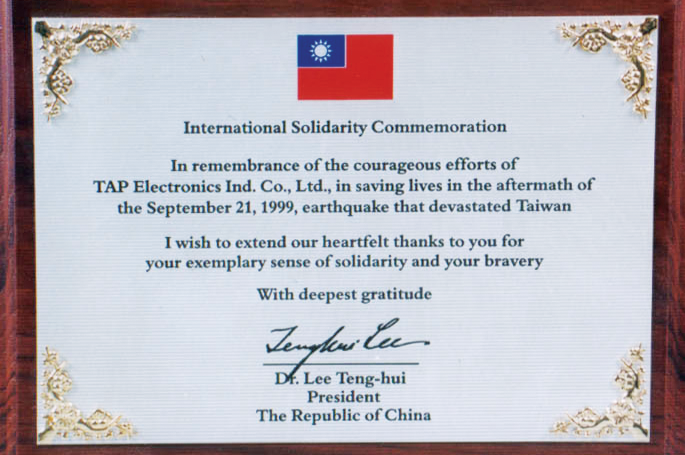 International Solidarity Commemoration
In remembrance of the courageous efforts of
TAP Electronics Ind. Co., Ltd., in saving lives in the aftermath of
the September 21, 1999, earthquake that devastated Taiwan
I wish to extend our heartfelt thanks to you for
your exemplary sense of solidarity and your bravery
With deepest gratitude
Tenghui Lee
Dr. Lee Teng-hui
President
The Republic of China